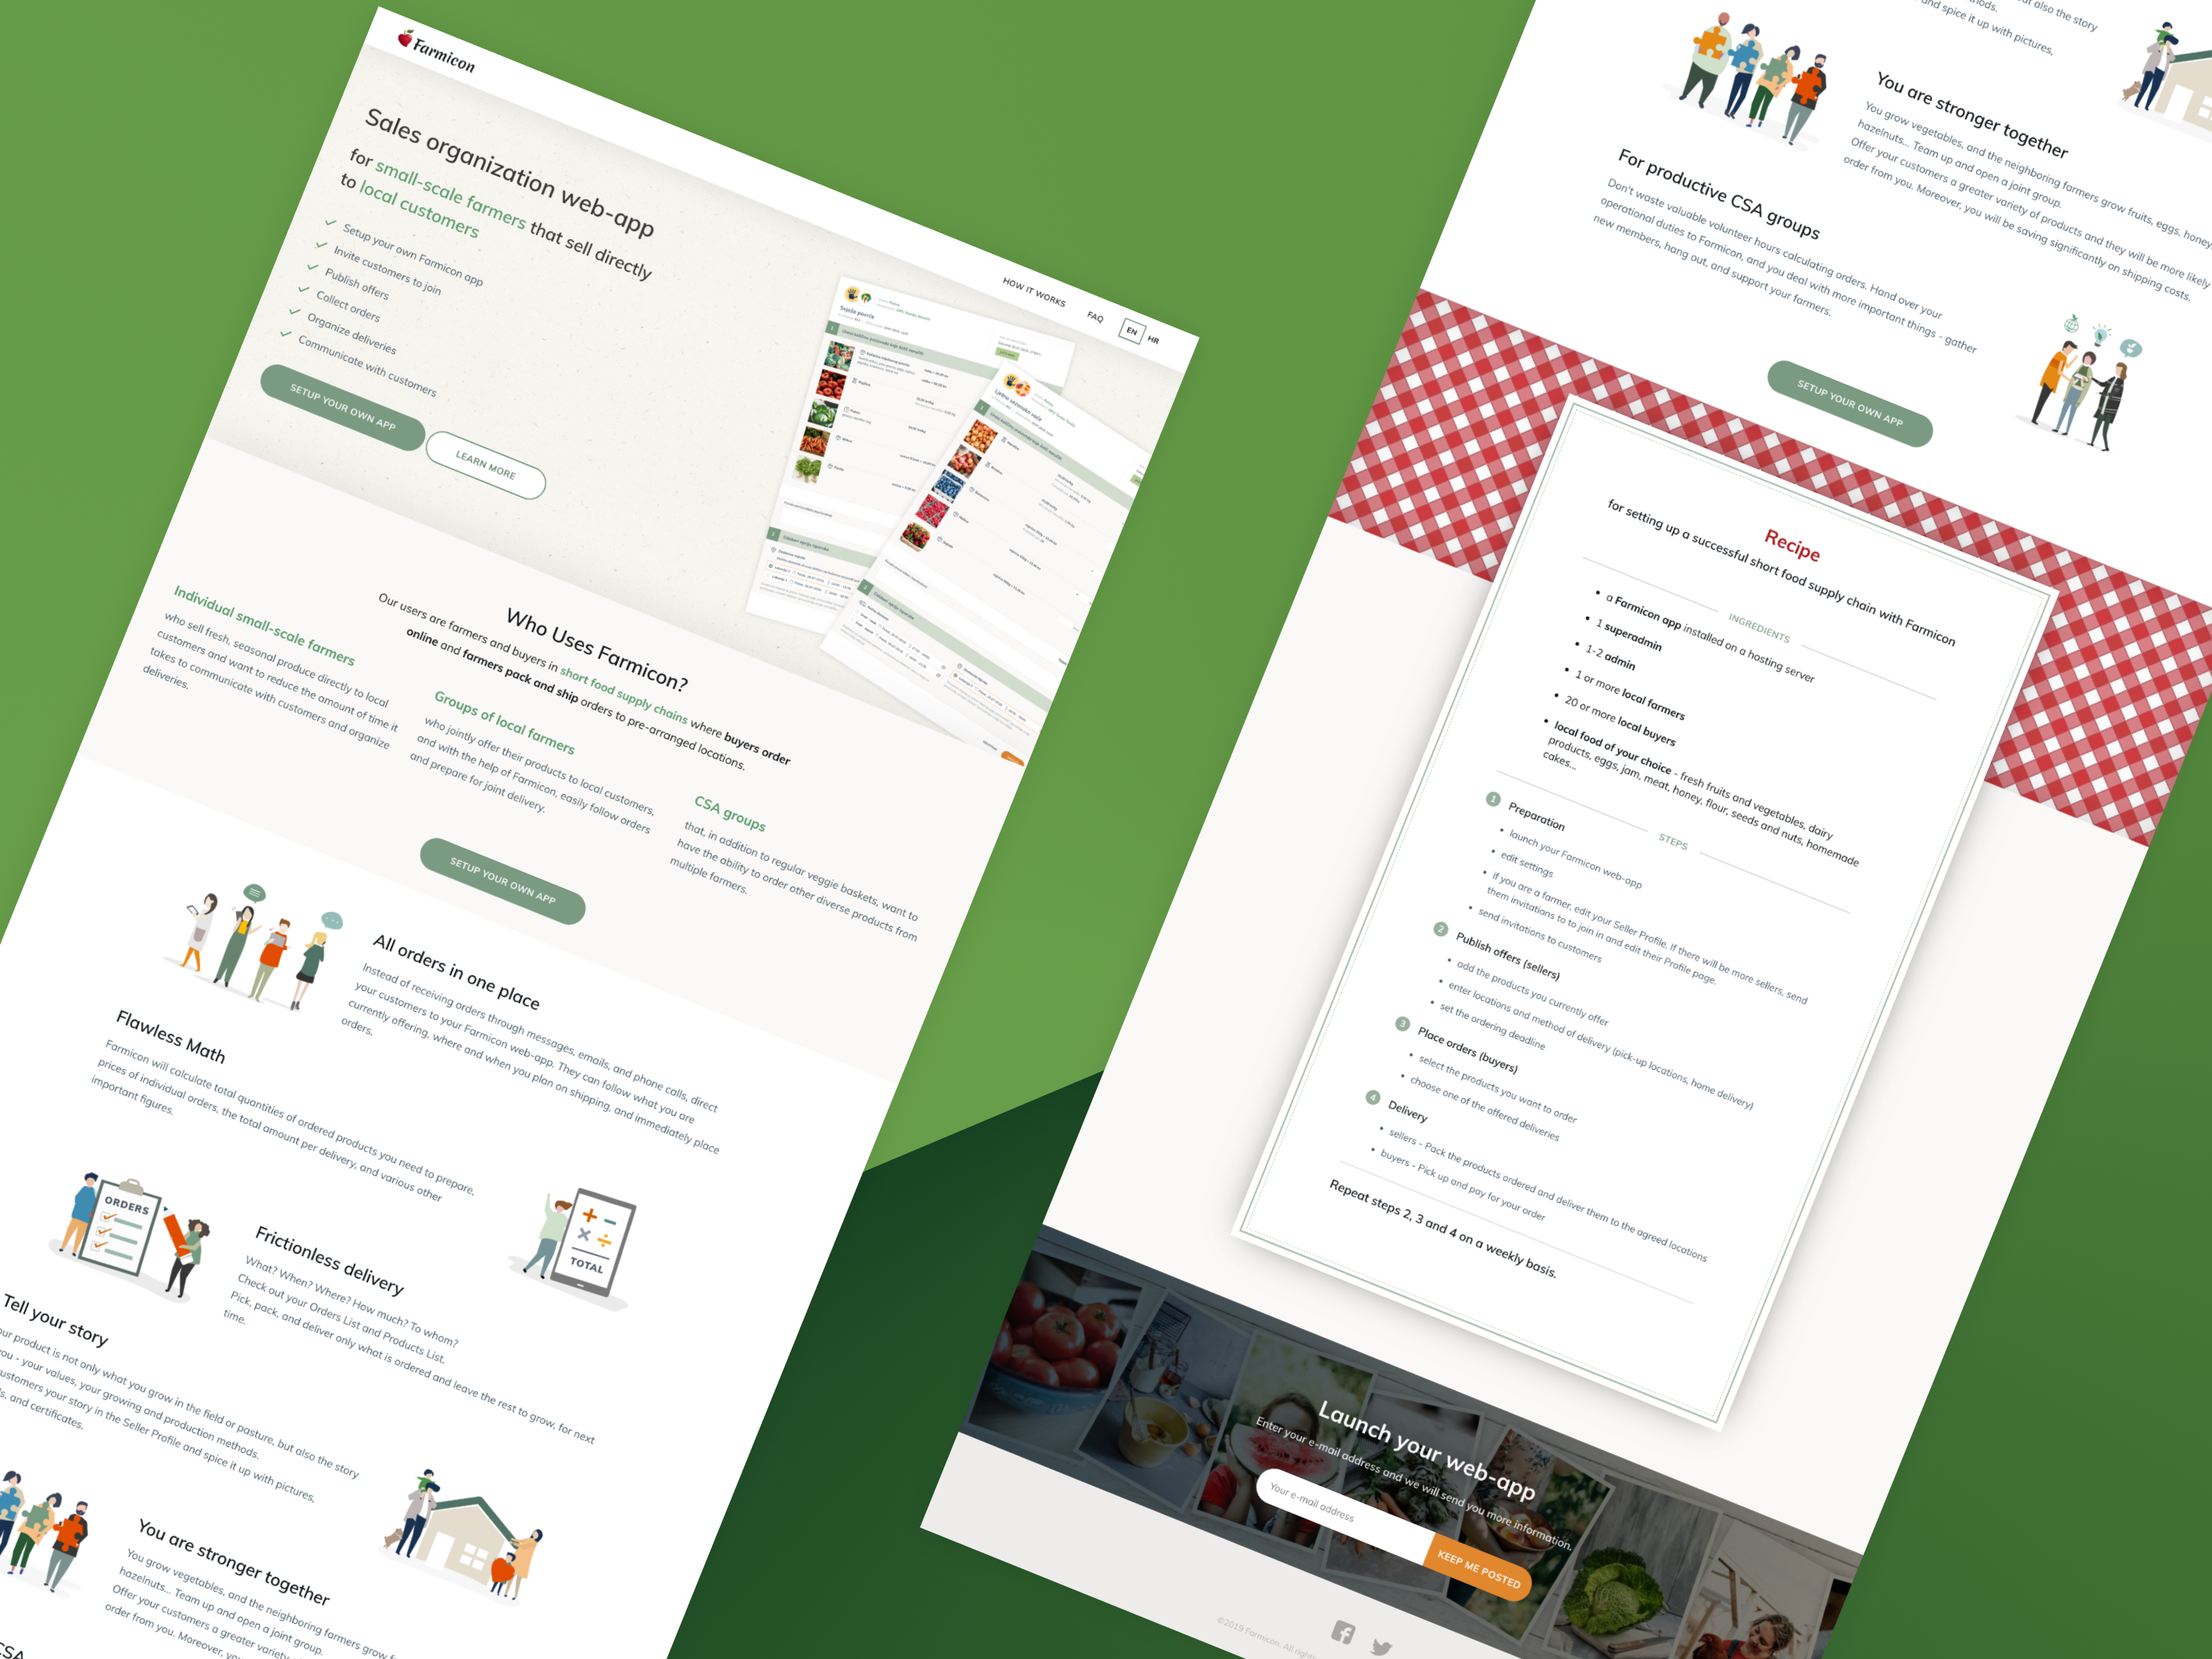 Farmicon
HOW IT WORKS
FAQ
EN
HR
Sales organization web-app
for small-scale farmers that sell directly
to local customers
Setup your own Farmicon app
Invite customers to join
Publish offers
Collect orders
Organize deliveries
Communicate with customers
SETUP YOUR OWN APP
LEARN MORE
Who Uses Farmicon?
Our users are farmers and buyers in short food supply chains where buyers order
online and farmers pack and ship orders to pre-arranged locations.
Individual small-scale farmers
who sell fresh, seasonal produce directly to local
customers and want to reduce the amount of time it
takes to communicate with customers and organize
deliveries.
Groups of local farmers
who jointly offer their products to local customers,
and with the help of Farmicon, easily follow orders
and prepare for joint delivery.
CSA groups
that, in addition to regular veggie baskets, want to
have the ability to order other diverse products from
multiple farmers.
SETUP YOUR OWN APP
All orders in one place
Instead of receiving orders through messages, emails, and phone calls, direct
your customers to your Farmicon web-app. They can follow what you are
currently offering, where and when you plan on shipping, and immediately place
orders.
Flawless Math
Farmicon will calculate total quantities of ordered products you need to prepare,
prices of individual orders, the total amount per delivery, and various other
important figures.
TOTAL
ORDERS
Frictionless delivery
What? When? Where? How much? To whom?
Check out your Orders List and Products List.
Pick, pack, and deliver only what is ordered and leave the rest to grow, for next
time.
Tell your story
our product is not only what you grow in the field or pasture, but also the story
you - your values, your growing and production methods.
ustomers your story in the Seller Profile and spice it up with pictures,
s, and certificates.
You are stronger together
You grow vegetables, and the neighboring farmers grow
hazelnuts... Team up and open a joint group.
Offer your customers a greater variety
order from you. Moreover,
CSA
also the story
and spice it up with pictures,
You are stronger together
You grow vegetables, and the neighboring farmers grow fruits, eggs, honey
hazelnuts... Team up and open a joint group.
Offer your customers a greater variety of products and they will be more likely
order from you. Moreover, you will be saving significantly on shipping costs.
For productive CSA groups
Don't waste valuable volunteer hours calculating orders. Hand over your
operational duties to Farmicon, and you deal with more important things - gather
new members, hang out, and support your farmers.
SETUP YOUR OWN APP
Recipe
for setting up a successful short food supply chain with Farmicon
INGREDIENTS
a Farmicon app installed on a hosting server
1 superadmin
1-2 admin
1 or more local farmers
20 or more local buyers
local food of your choice - fresh fruits and vegetables, dairy
products, eggs, jam, meat, honey, flour, seeds and nuts, homemade
cakes...
STEPS
1 Preparation
launch your Farmicon web-app
edit settings
if you are a farmer, edit your Seller Profile. If there will be more sellers, send
them invitations to to join in and edit their Profile page.
send invitations to customers
2 Publish offers (sellers)
add the products you currently offer
enter locations and method of delivery (pick-up locations, home delivery)
set the ordering deadline
3 Place orders (buyers)
select the products you want to order
choose one of the offered deliveries
4 Delivery
sellers - Pack the products ordered and deliver them to the agreed locations
buyers - Pick up and pay for your order
Repeat steps 2, 3 and 4 on a weekly basis.
Launch your web-app
Enter your e-mail address and we will send you more information.
Your e-mail address
KEEP ME POSTED
©2019 Farmicon. All rights